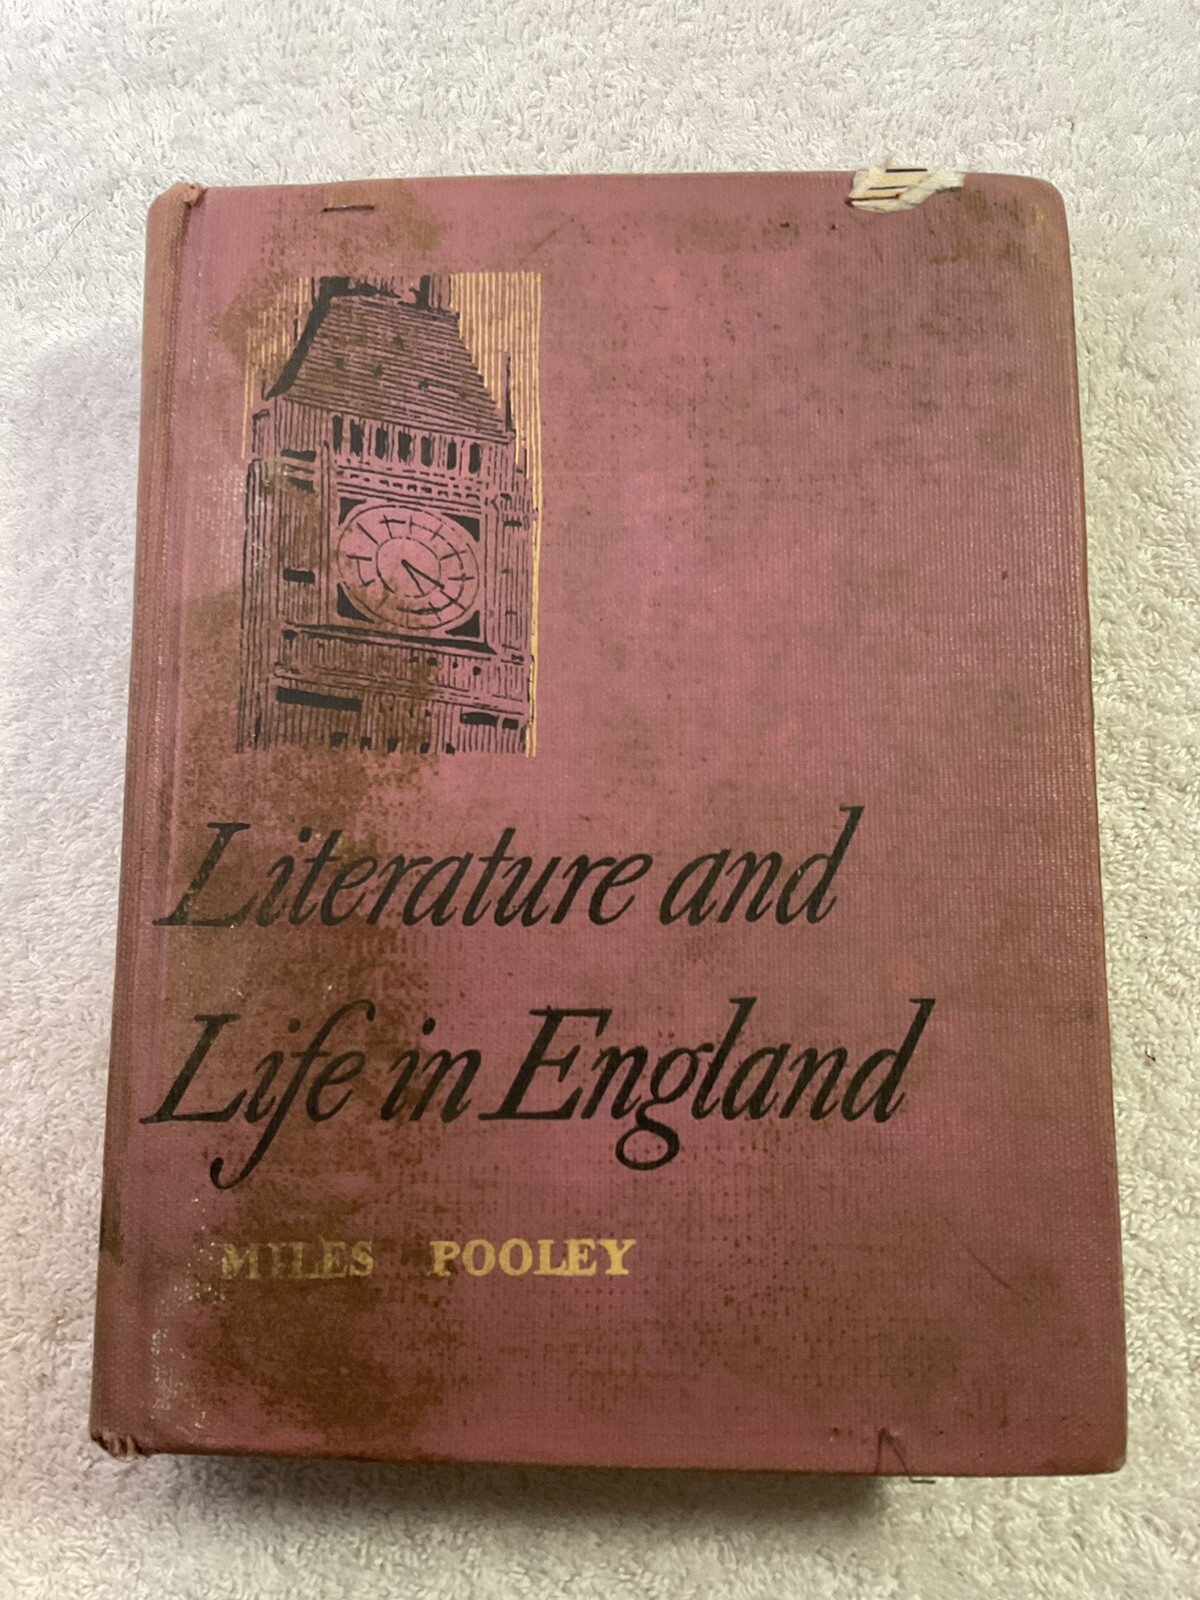 Literature and
Life in England
MILES POOLEY